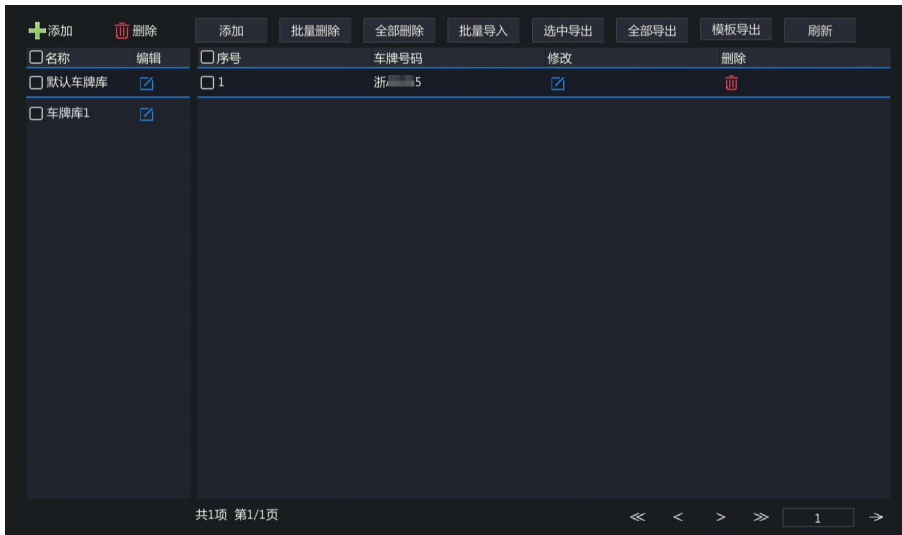 添加 删除 添加 批量删除 全部删除 批量导入 选中导出 全部导出 模板导出 刷新
名称 编辑 序号 车牌号码 修改 删除
默认车牌库 1 浙 5
车牌库1
共1项 第1/1页 1